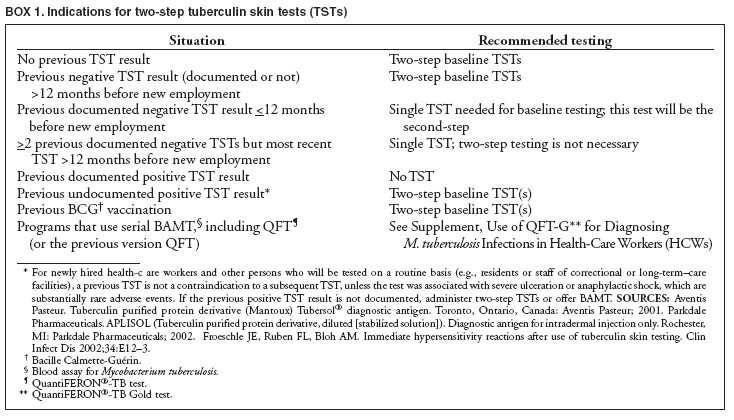 BOX 1. Indications for two-step tuberculin skin tests (TSTs)
Situation Recommended testing
No previous TST result Two-step baseline TSTs
Previous negative TST result (documented or not) Two-step baseline TSTs
>12 months before new employment
Previous documented negative TST result <12 months Single TST needed for baseline testing; this test will be the
before new employment second-step
>2 previous documented negative TSTs but most recent Single TST; two-step testing is not necessary
TST >12 months before new employment
Previous documented positive TST result No TST
Previous undocumented positive TST result* Two-step baseline TST(s)
Previous BCG† vaccination Two-step baseline TST(s)
Programs that use serial BAMT,§ including QFT¶ See Supplement, Use of QFT-G** for Diagnosing
(or the previous version QFT) M. tuberculosis Infections in Health-Care Workers (HCWs)
* For newly hired health-c are workers and other persons who will be tested on a routine basis (e.g., residents or staff of correctional or long-term–care
facilities), a previous TST is not a contraindication to a subsequent TST, unless the test was associated with severe ulceration or anaphylactic shock, which are
substantially rare adverse events. If the previous positive TST result is not documented, administer two-step TSTs or offer BAMT. SOURCES: Aventis
Pasteur. Tuberculin purified protein derivative (Mantoux) Tubersol® diagnostic antigen. Toronto, Ontario, Canada: Aventis Pasteur; 2001. Parkdale
Pharmaceuticals. APLISOL (Tuberculin purified protein derivative, diluted [stabilized solution]). Diagnostic antigen for intradermal injection only. Rochester,
MI: Parkdale Pharmaceuticals; 2002. Froeschle JE, Ruben FL, Bloh AM. Immediate hypersensitivity reactions after use of tuberculin skin testing. Clin
Infect Dis 2002;34:E12–3.
† Bacille Calmette-Guérin.
§ Blood assay for Mycobacterium tuberculosis.
¶ QuantiFERON®-TB test.
** QuantiFERON®-TB Gold test.